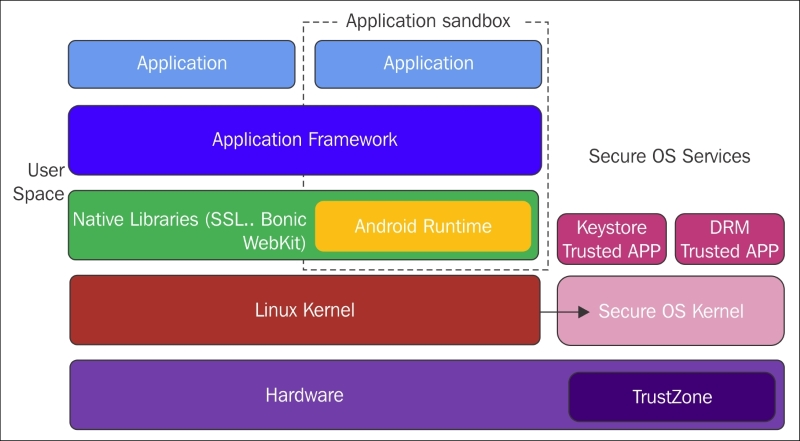 Application sandbox
Application
Application
Application Framework
User
Space
Secure OS Services
Native Libraries (SSL.. Bonic
WebKit)
Android Runtime
Keystore
Trusted APP
DRM
Trusted APP
Linux Kernel
Secure OS Kernel
Hardware
TrustZone